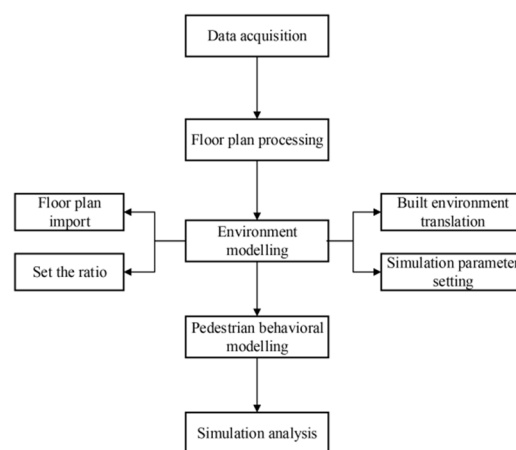 Data acquisition
Floor plan processing
Floor plan
import
Set the ratio
Environment
modelling
Built environment
translation
Simulation parameter
setting
Pedestrian behavioral
modelling
Simulation analysis